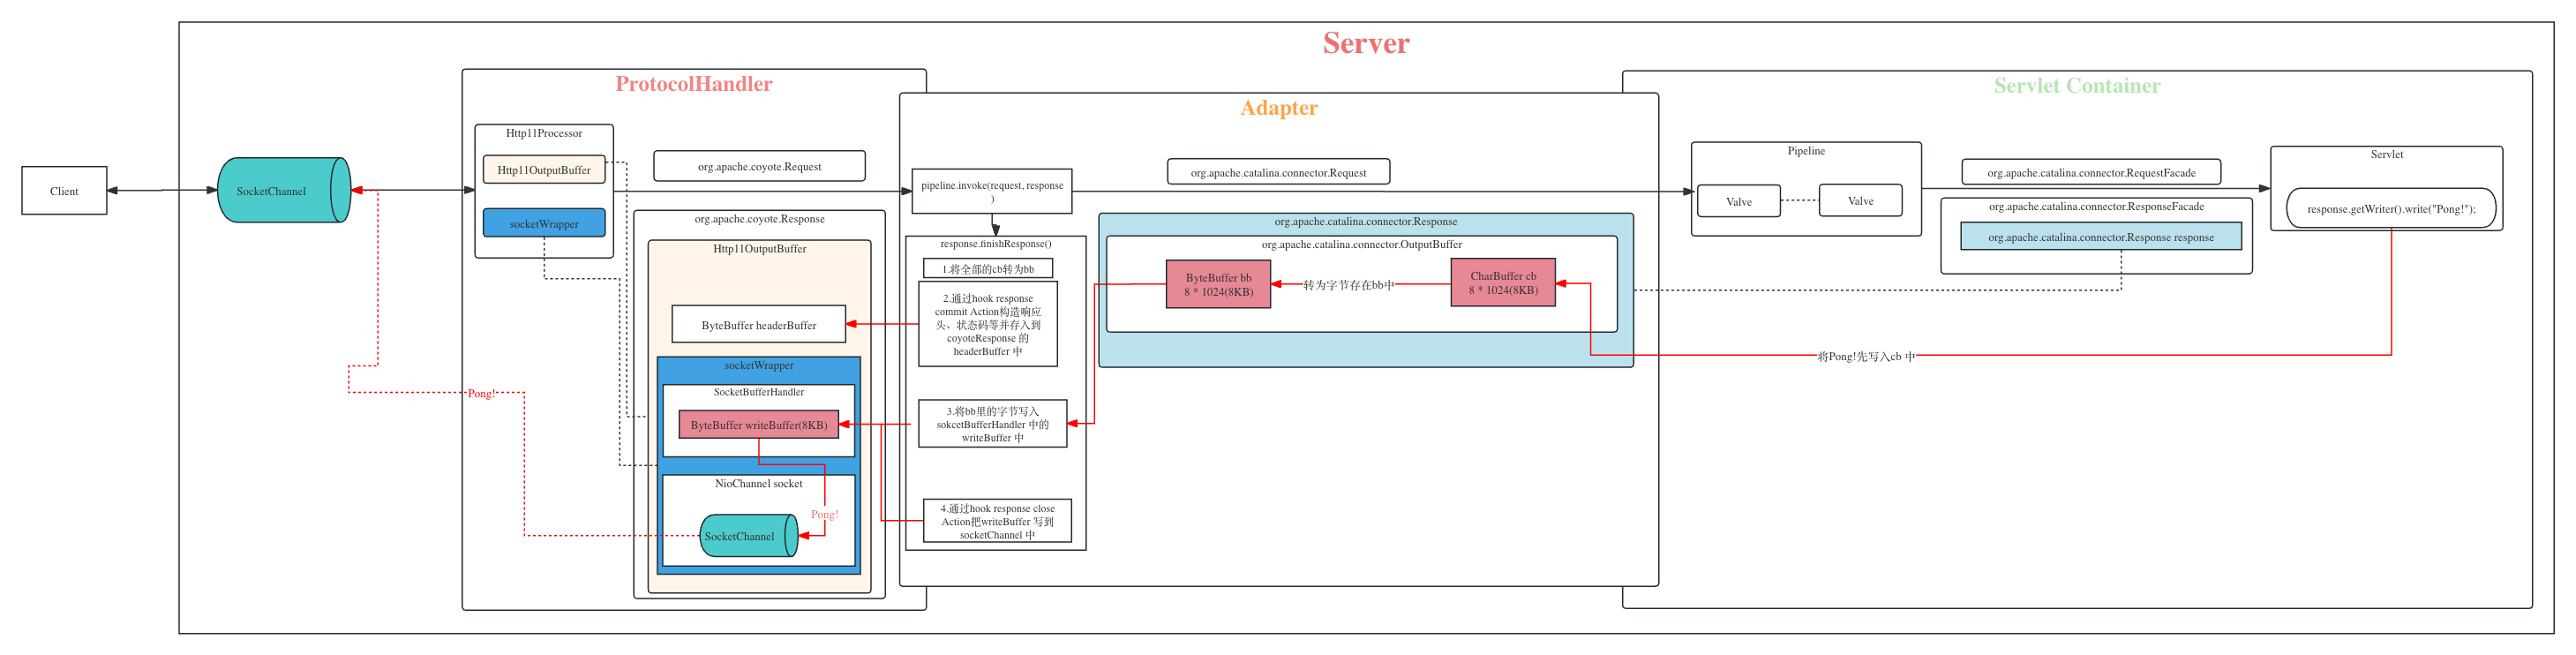 Server
ProtocolHandler
Adapter
Servlet Container
Client
SocketChannel
Http11Processor
Http11OutputBuffer
socketWrapper
org.apache.coyote.Request
org.apache.coyote.Response
Http11OutputBuffer
ByteBuffer headerBuffer
socketWrapper
SocketBufferHandler
ByteBuffer writeBuffer(8KB)
NioChannel socket
Pong!
SocketChannel
Pong!
pipeline.invoke(request, response
)
response.finishResponse()
1.将全部的cb转为bb
2.通过hook response
commit Action构造响应
头、状态码等并存入到
coyoteResponse 的
headerBuffer 中
3.将bb里的字节写入
sokcetBufferHandler 中的
writeBuffer 中
4.通过hook response close
Action把writeBuffer 写到
socketChannel 中
org.apache.catalina.connector.Request
org.apache.catalina.connector.Response
org.apache.catalina.connector.OutputBuffer
ByteBuffer bb
8 * 1024(8KB)
转为字节存在bb中
CharBuffer cb
8 * 1024(8KB)
将Pong!先写入cb 中
Pipeline
Valve
Valve
org.apache.catalina.connector.RequestFacade
org.apache.catalina.connector.ResponseFacade
org.apache.catalina.connector.Response response
Servlet
response.getWriter().write("Pong!");